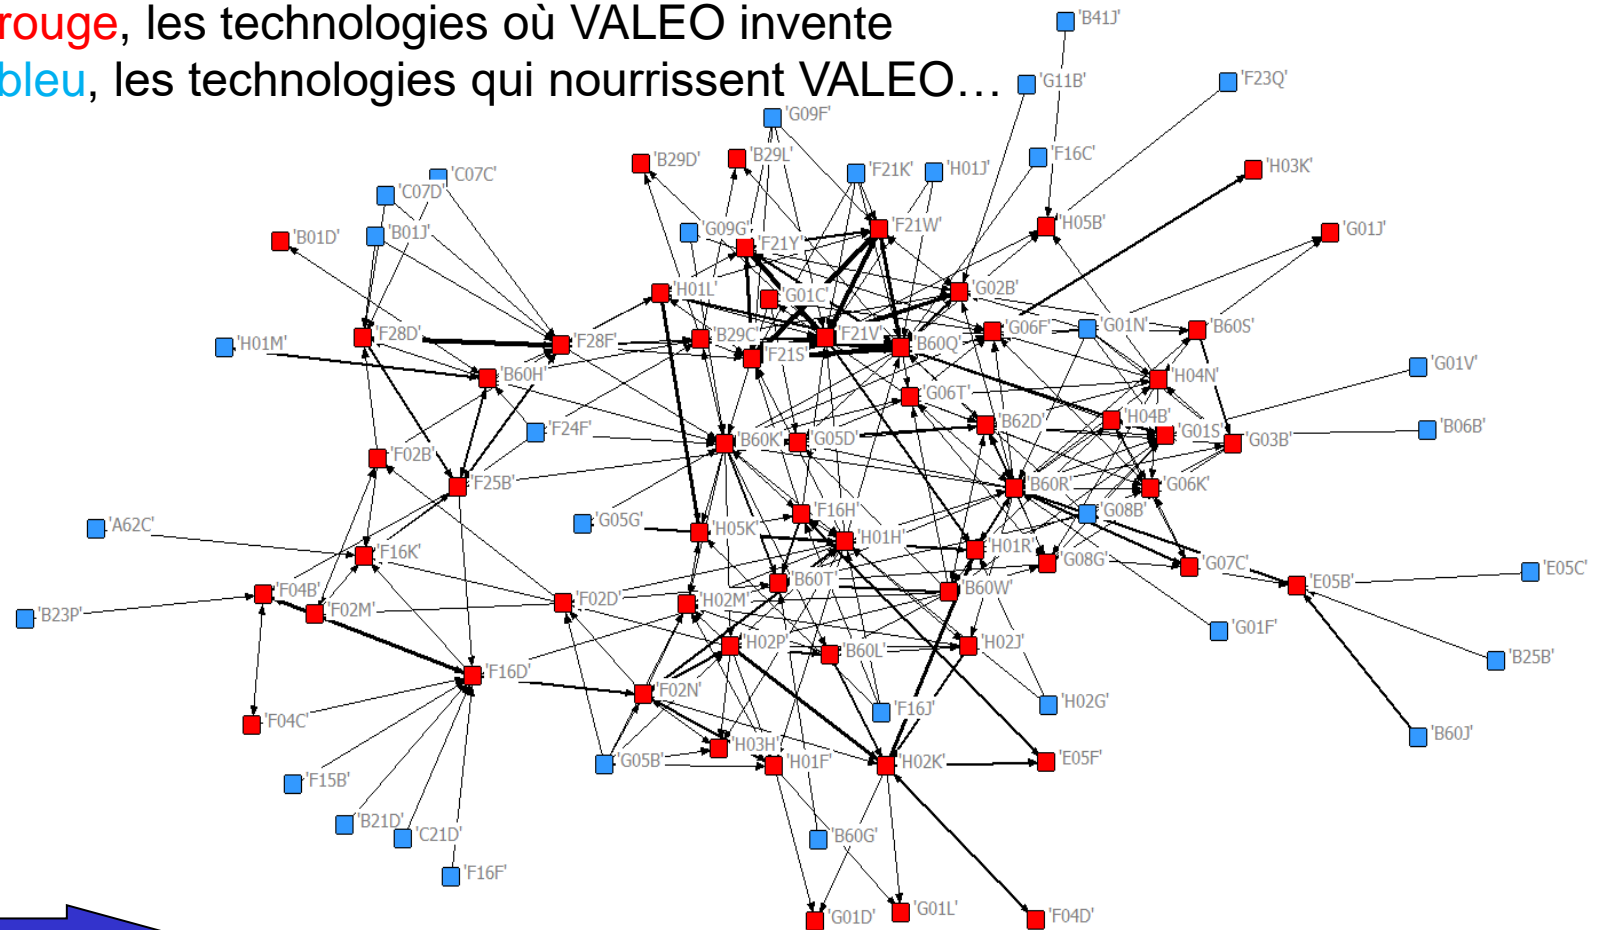 rouge, les technologies où VALEO invente
bleu, les technologies qui nourrissent VALEO…
'B41J'
'G11B'
'F23Q'
'G09F'
'B29D'
'B29L'
'F16C'
'H03K'
'C07C'
'F21K'
'H01J'
'C07D'
'B01J'
'B01D'
'G09G'
'F21Y'
'F21W'
'H05B'
'G01J'
'H01L'
'G01C'
'G02B'
'H01M'
'F28D'
'F28F'
'B29C'
'F21S'
'F21V'
'B60Q'
'G06F'
'G01N'
'B60S'
'B60H'
'H04N'
'G01V'
'G06T'
'F24F'
'B60K'
'G05D'
'B62D'
'H04B'
'G01S'
'G03B'
'B06B'
'F02B'
'F25B'
'B60R'
'G06K'
'A62C'
'G05G'
'H05K'
'F16H'
'H01H'
'G08B'
'F16K'
'H01R'
'G08G'
'G07C'
'E05B'
'E05C'
'F04B'
'F02M'
'B23P'
'F02D'
'H02M'
'B60T'
'B60W'
'G01F'
'H02P'
'B60L'
'H02J'
'B25B'
'F16D'
'F02N'
'F16J'
'H02G'
'F04C'
'H03H'
'B60J'
'G05B'
'H01F'
'H02K'
'E05F'
'F15B'
'B21D'
'C21D'
'B60G'
'F16F'
'G01D'
'G01L'
'F04D'